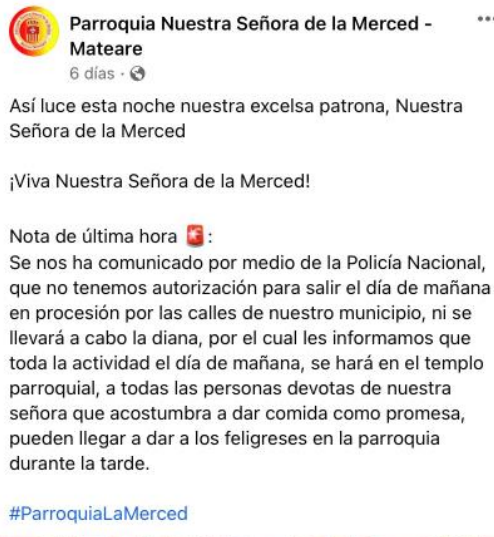 Parroquia Nuestra Señora de la Merced -
Mateare
6 días ·
Así luce esta noche nuestra excelsa patrona, Nuestra
Señora de la Merced
¡Viva Nuestra Señora de la Merced!
Nota de última hora 🚨:
Se nos ha comunicado por medio de la Policía Nacional,
que no tenemos autorización para salir el día de mañana
en procesión por las calles de nuestro municipio, ni se
llevará a cabo la diana, por el cual les informamos que
toda la actividad el día de mañana, se hará en el templo
parroquial, a todas las personas devotas de nuestra
señora que acostumbra a dar comida como promesa,
pueden llegar a dar a los feligreses en la parroquia
durante la tarde.
#ParroquiaLaMerced